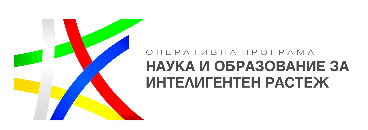 ОПЕРАТИВНА ПРОГРАМА
НАУКА И ОБРАЗОВАНИЕ ЗА
ИНТЕЛИГЕНТЕН РАСТЕЖ